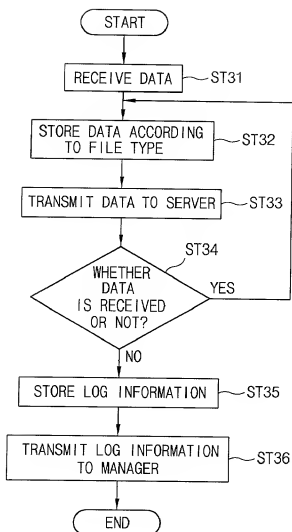 START
RECEIVE DATA
ST31
STORE DATA ACCORDING
TO FILE TYPE
ST32
TRANSMIT DATA TO SERVER
ST33
ST34
WHETHER
DATA
IS RECEIVED
OR NOT?
YES
NO
STORE LOG INFORMATION
ST35
TRANSMIT LOG INFORMATION
TO MANAGER
ST36
END